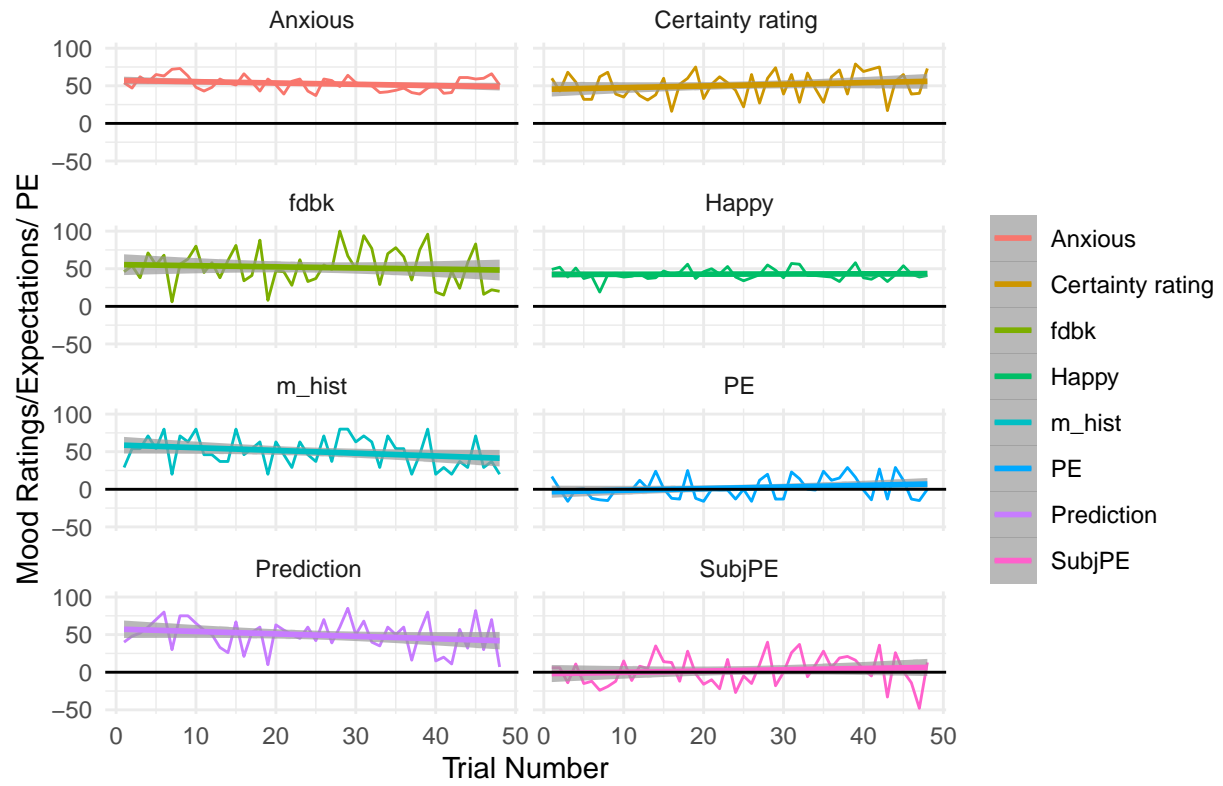 Anxious
Certainty rating
100
50
0
−50
fdbk
Happy
100
50
0
−50
m_hist
PE
100
50
0
−50
Prediction
SubjPE
100
50
0
−50
0 10 20 30 40 50 0 10 20 30 40 50
Trial Number
Mood Ratings/Expectations/ PE
Anxious
Certainty rating
fdbk
Happy
m_hist
PE
Prediction
SubjPE